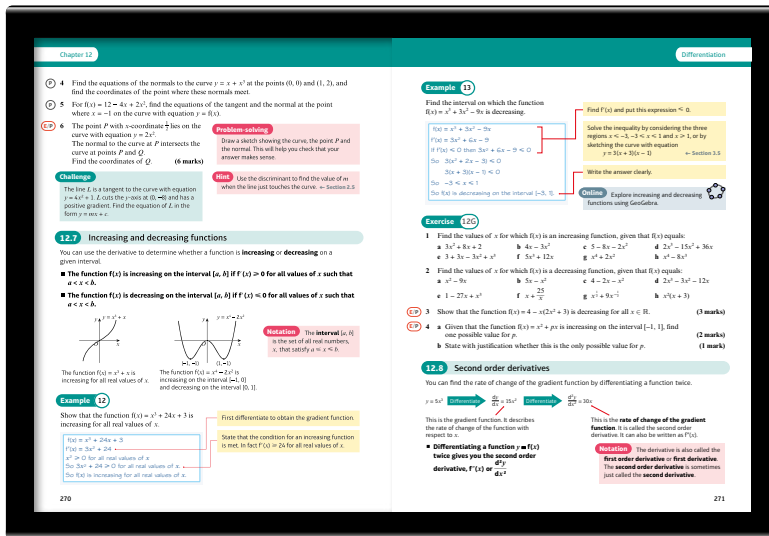 Chapter 12
P 4 Find the equations of the normals to the curve y = x + x³ at the points (0, 0) and (1, 2), and
find the coordinates of the point where these normals meet.
P 5 For f(x) = 12 − 4x + 2x², find the equations of the tangent and the normal at the point
where x = −1 on the curve with equation y = f(x).
E/P 6 The point P with x-coordinate ½ lies on the
curve with equation y = 2x².
The normal to the curve at P intersects the
curve at points P and Q.
Find the coordinates of Q. (6 marks)
Problem-solving
Draw a sketch showing the curve, the point P and
the normal. This will help you check that your
answer makes sense.
Challenge
The line L is a tangent to the curve with equation
y = 4x² + 1. L cuts the y-axis at (0, −8) and has a
positive gradient. Find the equation of L in the
form y = mx + c.
Hint Use the discriminant to find the value of m
when the line just touches the curve. ← Section 2.5
12.7 Increasing and decreasing functions
You can use the derivative to determine whether a function is increasing or decreasing on a
given interval.
■ The function f(x) is increasing on the interval [a, b] if f′(x) ⩾ 0 for all values of x such that
a < x < b.
■ The function f(x) is decreasing on the interval [a, b] if f′(x) ⩽ 0 for all values of x such that
a < x < b.
y y = x³ + x
x
y y = x⁴ − 2x²
x
(−1, −1) (1, −1)
The function f(x) = x³ + x is
increasing for all real values of x.
The function f(x) = x⁴ − 2x² is
increasing on the interval [−1, 0]
and decreasing on the interval [0, 1].
Notation The interval [a, b]
is the set of all real numbers,
x, that satisfy a ⩽ x ⩽ b.
Example 12
Show that the function f(x) = x³ + 24x + 3 is
increasing for all real values of x.
f(x) = x³ + 24x + 3
f′(x) = 3x² + 24
x² ⩾ 0 for all real values of x
So 3x² + 24 ⩾ 0 for all real values of x.
So f(x) is increasing for all real values of x.
First differentiate to obtain the gradient function.
State that the condition for an increasing function
is met. In fact f′(x) ⩾ 24 for all real values of x.
270
Differentiation
Example 13
Find the interval on which the function
f(x) = x³ + 3x² − 9x is decreasing.
f(x) = x³ + 3x² − 9x
f′(x) = 3x² + 6x − 9
If f′(x) ⩽ 0 then 3x² + 6x − 9 ⩽ 0
So 3(x² + 2x − 3) ⩽ 0
3(x + 3)(x − 1) ⩽ 0
So −3 ⩽ x ⩽ 1
So f(x) is decreasing on the interval [−3, 1].
Find f′(x) and put this expression ⩽ 0.
Solve the inequality by considering the three
regions x ⩽ −3, −3 ⩽ x ⩽ 1 and x ⩾ 1, or by
sketching the curve with equation
y = 3(x + 3)(x − 1) ← Section 3.5
Write the answer clearly.
Online Explore increasing and decreasing
functions using GeoGebra.
Exercise 12G
1 Find the values of x for which f(x) is an increasing function, given that f(x) equals:
a 3x² + 8x + 2 b 4x − 3x² c 5 − 8x − 2x² d 2x³ − 15x² + 36x
e 3 + 3x − 3x² + x³ f 5x³ + 12x g x⁴ + 2x² h x⁴ − 8x³
2 Find the values of x for which f(x) is a decreasing function, given that f(x) equals:
a x² − 9x b 5x − x² c 4 − 2x − x² d 2x³ − 3x² − 12x
e 1 − 27x + x³ f x + 25/x g x^½ + 9x^−½ h x²(x + 3)
E/P 3 Show that the function f(x) = 4 − x(2x² + 3) is decreasing for all x ∈ ℝ. (3 marks)
E/P 4 a Given that the function f(x) = x² + px is increasing on the interval [−1, 1], find
one possible value for p. (2 marks)
b State with justification whether this is the only possible value for p. (1 mark)
12.8 Second order derivatives
You can find the rate of change of the gradient function by differentiating a function twice.
y = 5x³ Differentiate dy/dx = 15x² Differentiate d²y/dx² = 30x
This is the gradient function. It describes
the rate of change of the function with
respect to x.
This is the rate of change of the gradient
function. It is called the second order
derivative. It can also be written as f″(x).
■ Differentiating a function y = f(x)
twice gives you the second order
derivative, f″(x) or d²y/dx²
Notation The derivative is also called the
first order derivative or first derivative.
The second order derivative is sometimes
just called the second derivative.
271